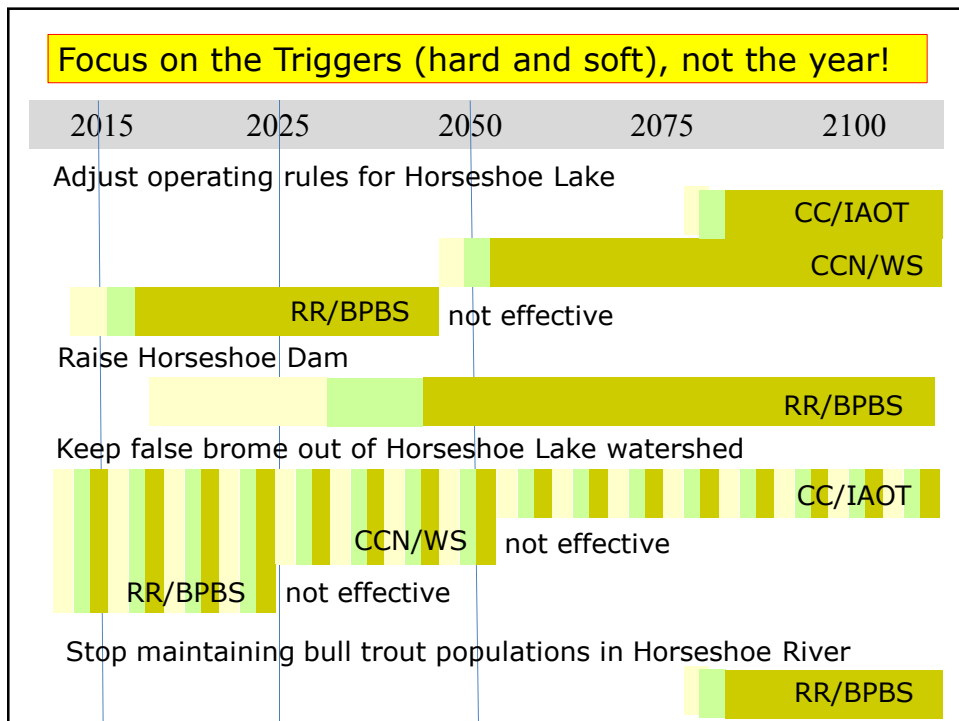 Focus on the Triggers (hard and soft), not the year!
2015 2025 2050 2075 2100
Adjust operating rules for Horseshoe Lake
CC/IAOT
CCN/WS
RR/BPBS not effective
Raise Horseshoe Dam
RR/BPBS
Keep false brome out of Horseshoe Lake watershed
CC/IAOT
CCN/WS not effective
RR/BPBS not effective
Stop maintaining bull trout populations in Horseshoe River
RR/BPBS